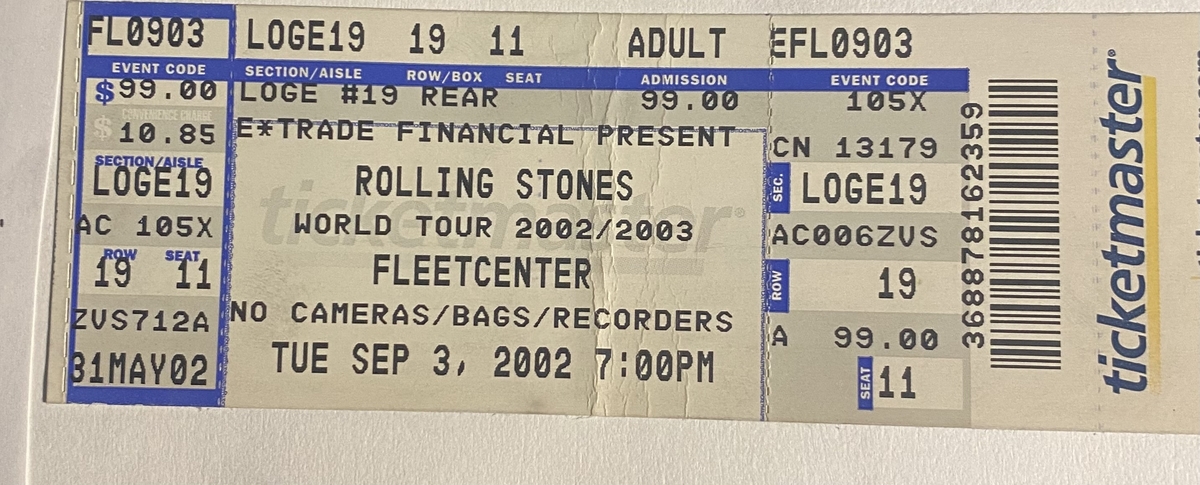 FL0903 LOGE19 19 11 ADULT EFL0903
EVENT CODE SECTION/AISLE ROW/BOX SEAT ADMISSION EVENT CODE
$ 99.00 LOGE #19 REAR 99.00 105X
CONVENIENCE CHARGE
$ 10.85 E*TRADE FINANCIAL PRESENT CN 13179
SECTION/AISLE
LOGE19 ROLLING STONES SEC. LOGE19
ticketmaster®
AC 105X WORLD TOUR 2002/2003 AC006ZVS
ROW SEAT
19 11 FLEETCENTER ROW 19
ZVS712A NO CAMERAS/BAGS/RECORDERS A 99.00
31MAY02 TUE SEP 3, 2002 7:00PM SEAT 11
368878162359
ticketmaster®